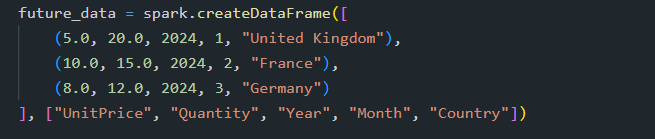 future_data = spark.createDataFrame([
    (5.0, 20.0, 2024, 1, "United Kingdom"),
    (10.0, 15.0, 2024, 2, "France"),
    (8.0, 12.0, 2024, 3, "Germany")
], ["UnitPrice", "Quantity", "Year", "Month", "Country"])